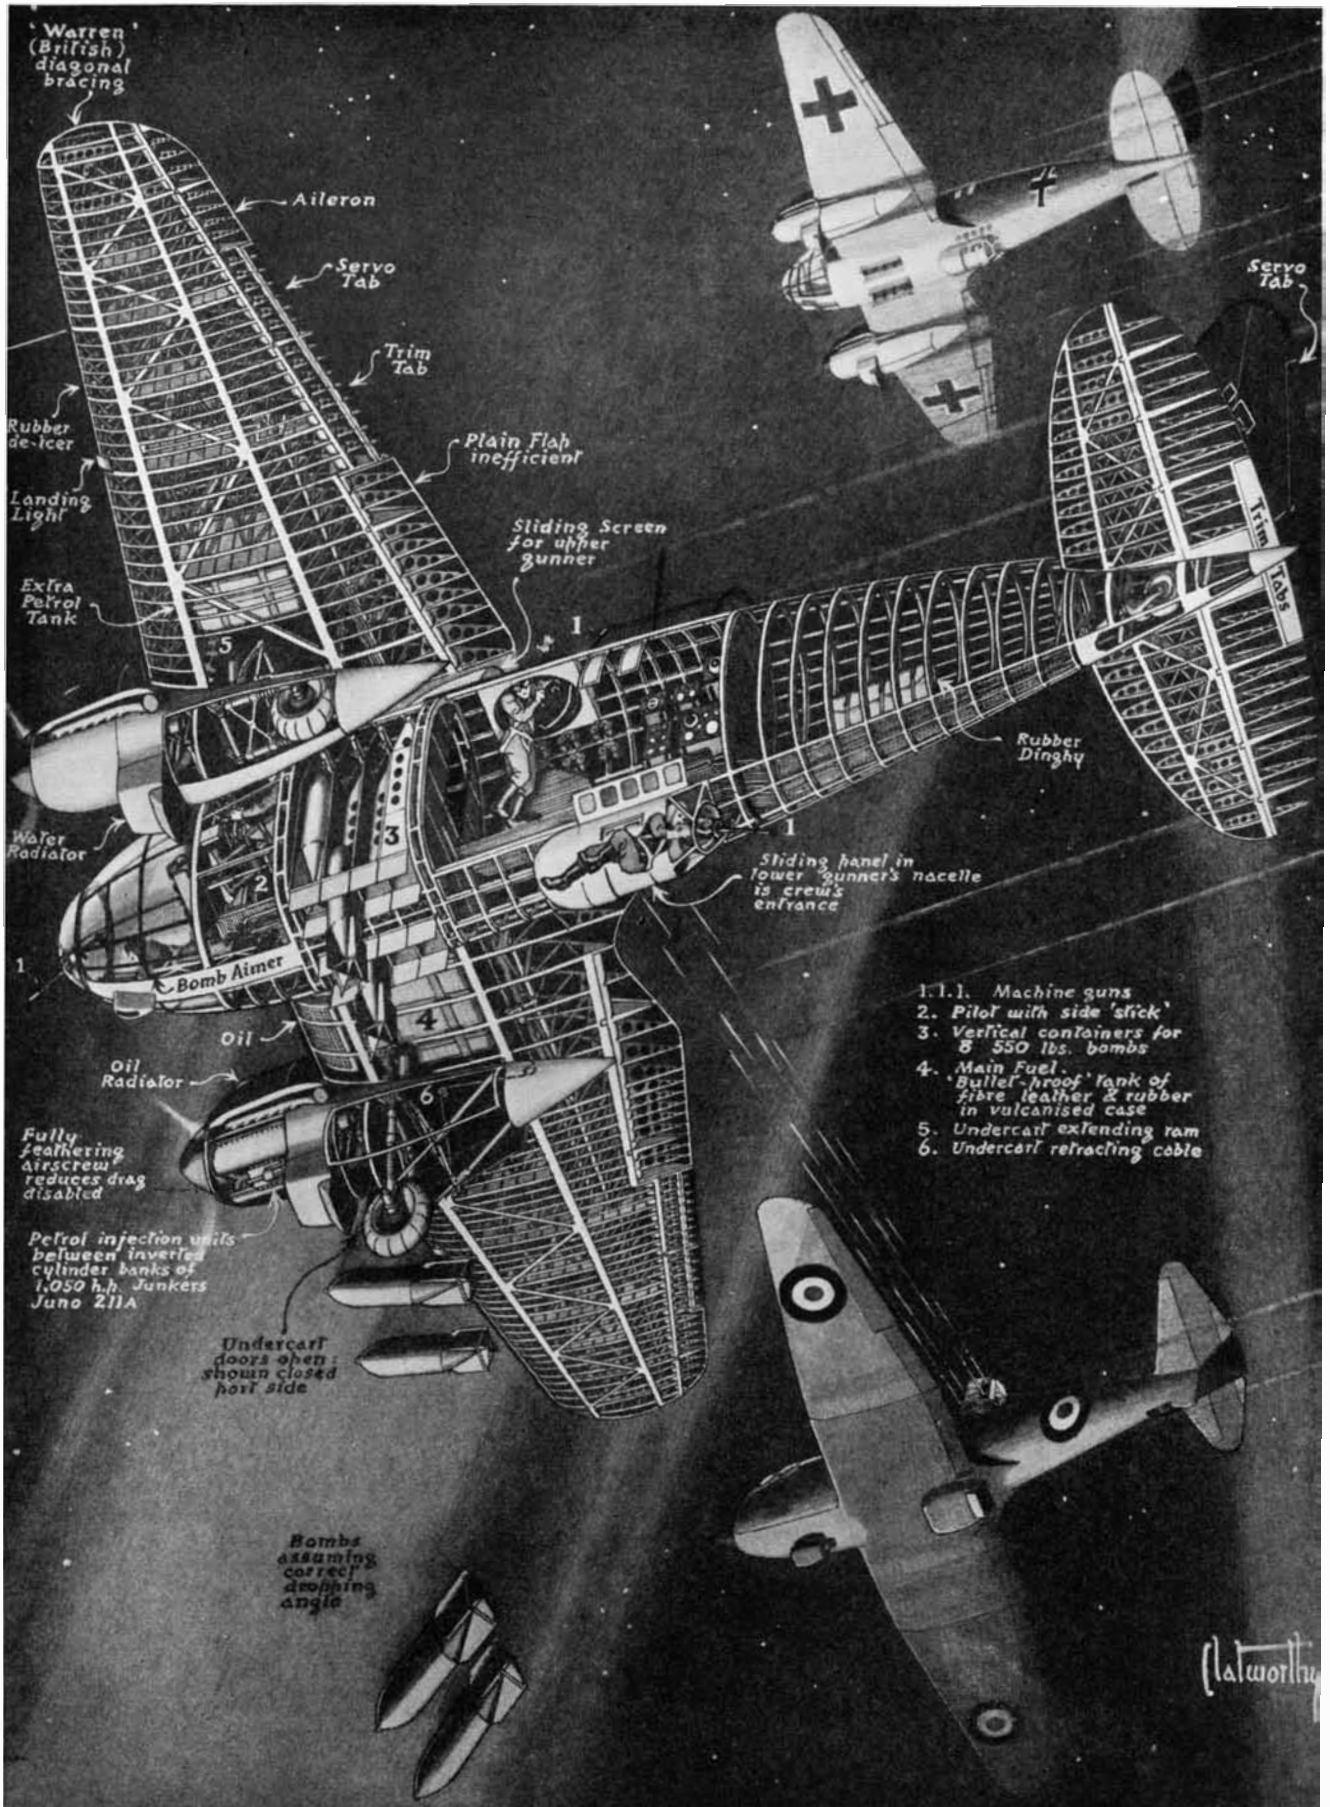 'Warren'
(British)
diagonal
bracing
Aileron
Servo
Tab
Trim
Tab
Servo
Tab
Rubber
de-icer
Plain Flap
inefficient
Landing
Light
Sliding Screen
for upper
gunner
Trim
Tabs
Extra
Petrol
Tank
5
1
Rubber
Dinghy
Water
Radiator
3
2
1
Sliding panel in
lower gunner's nacelle
is crew's
entrance
1
Bomb Aimer
4
Oil
Oil
Radiator
6
1.1.1. Machine guns
2. Pilot with side 'stick'
3. Vertical containers for
8 550 lbs. bombs
4. Main Fuel.
'Bullet-proof' tank of
fibre leather & rubber
in vulcanised case
5. Undercart extending ram
6. Undercart retracting cable
Fully
feathering
airscrew
reduces drag
disabled
Petrol injection units
between inverted
cylinder banks of
1,050 h.p. Junkers
Juno 211A
Undercart
doors open:
shown closed
port side
Bombs
assuming
correct
dropping
angle
Clatworthy